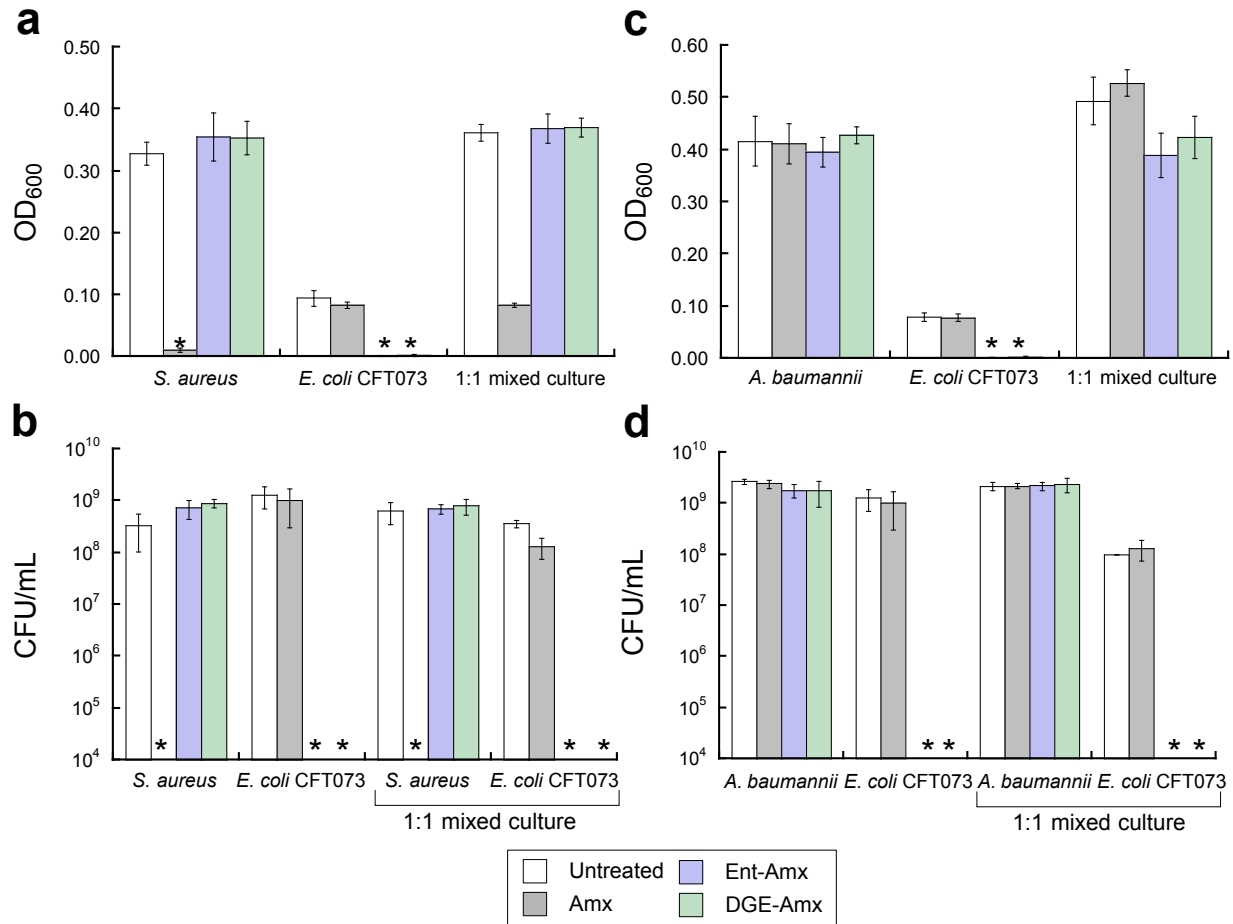 a
0.50
0.40
0.30
0.20
0.10
0.00
OD600
* * *
S. aureus E. coli CFT073 1:1 mixed culture
c
0.60
0.50
0.40
0.30
0.20
0.10
0.00
OD600
* *
A. baumannii E. coli CFT073 1:1 mixed culture
b
10^10
10^9
10^8
10^7
10^6
10^5
10^4
CFU/mL
* * * * * *
S. aureus E. coli CFT073 S. aureus E. coli CFT073
1:1 mixed culture
d
10^10
10^9
10^8
10^7
10^6
10^5
10^4
CFU/mL
* * * *
A. baumannii E. coli CFT073 A. baumannii E. coli CFT073
1:1 mixed culture
Untreated Ent-Amx
Amx DGE-Amx